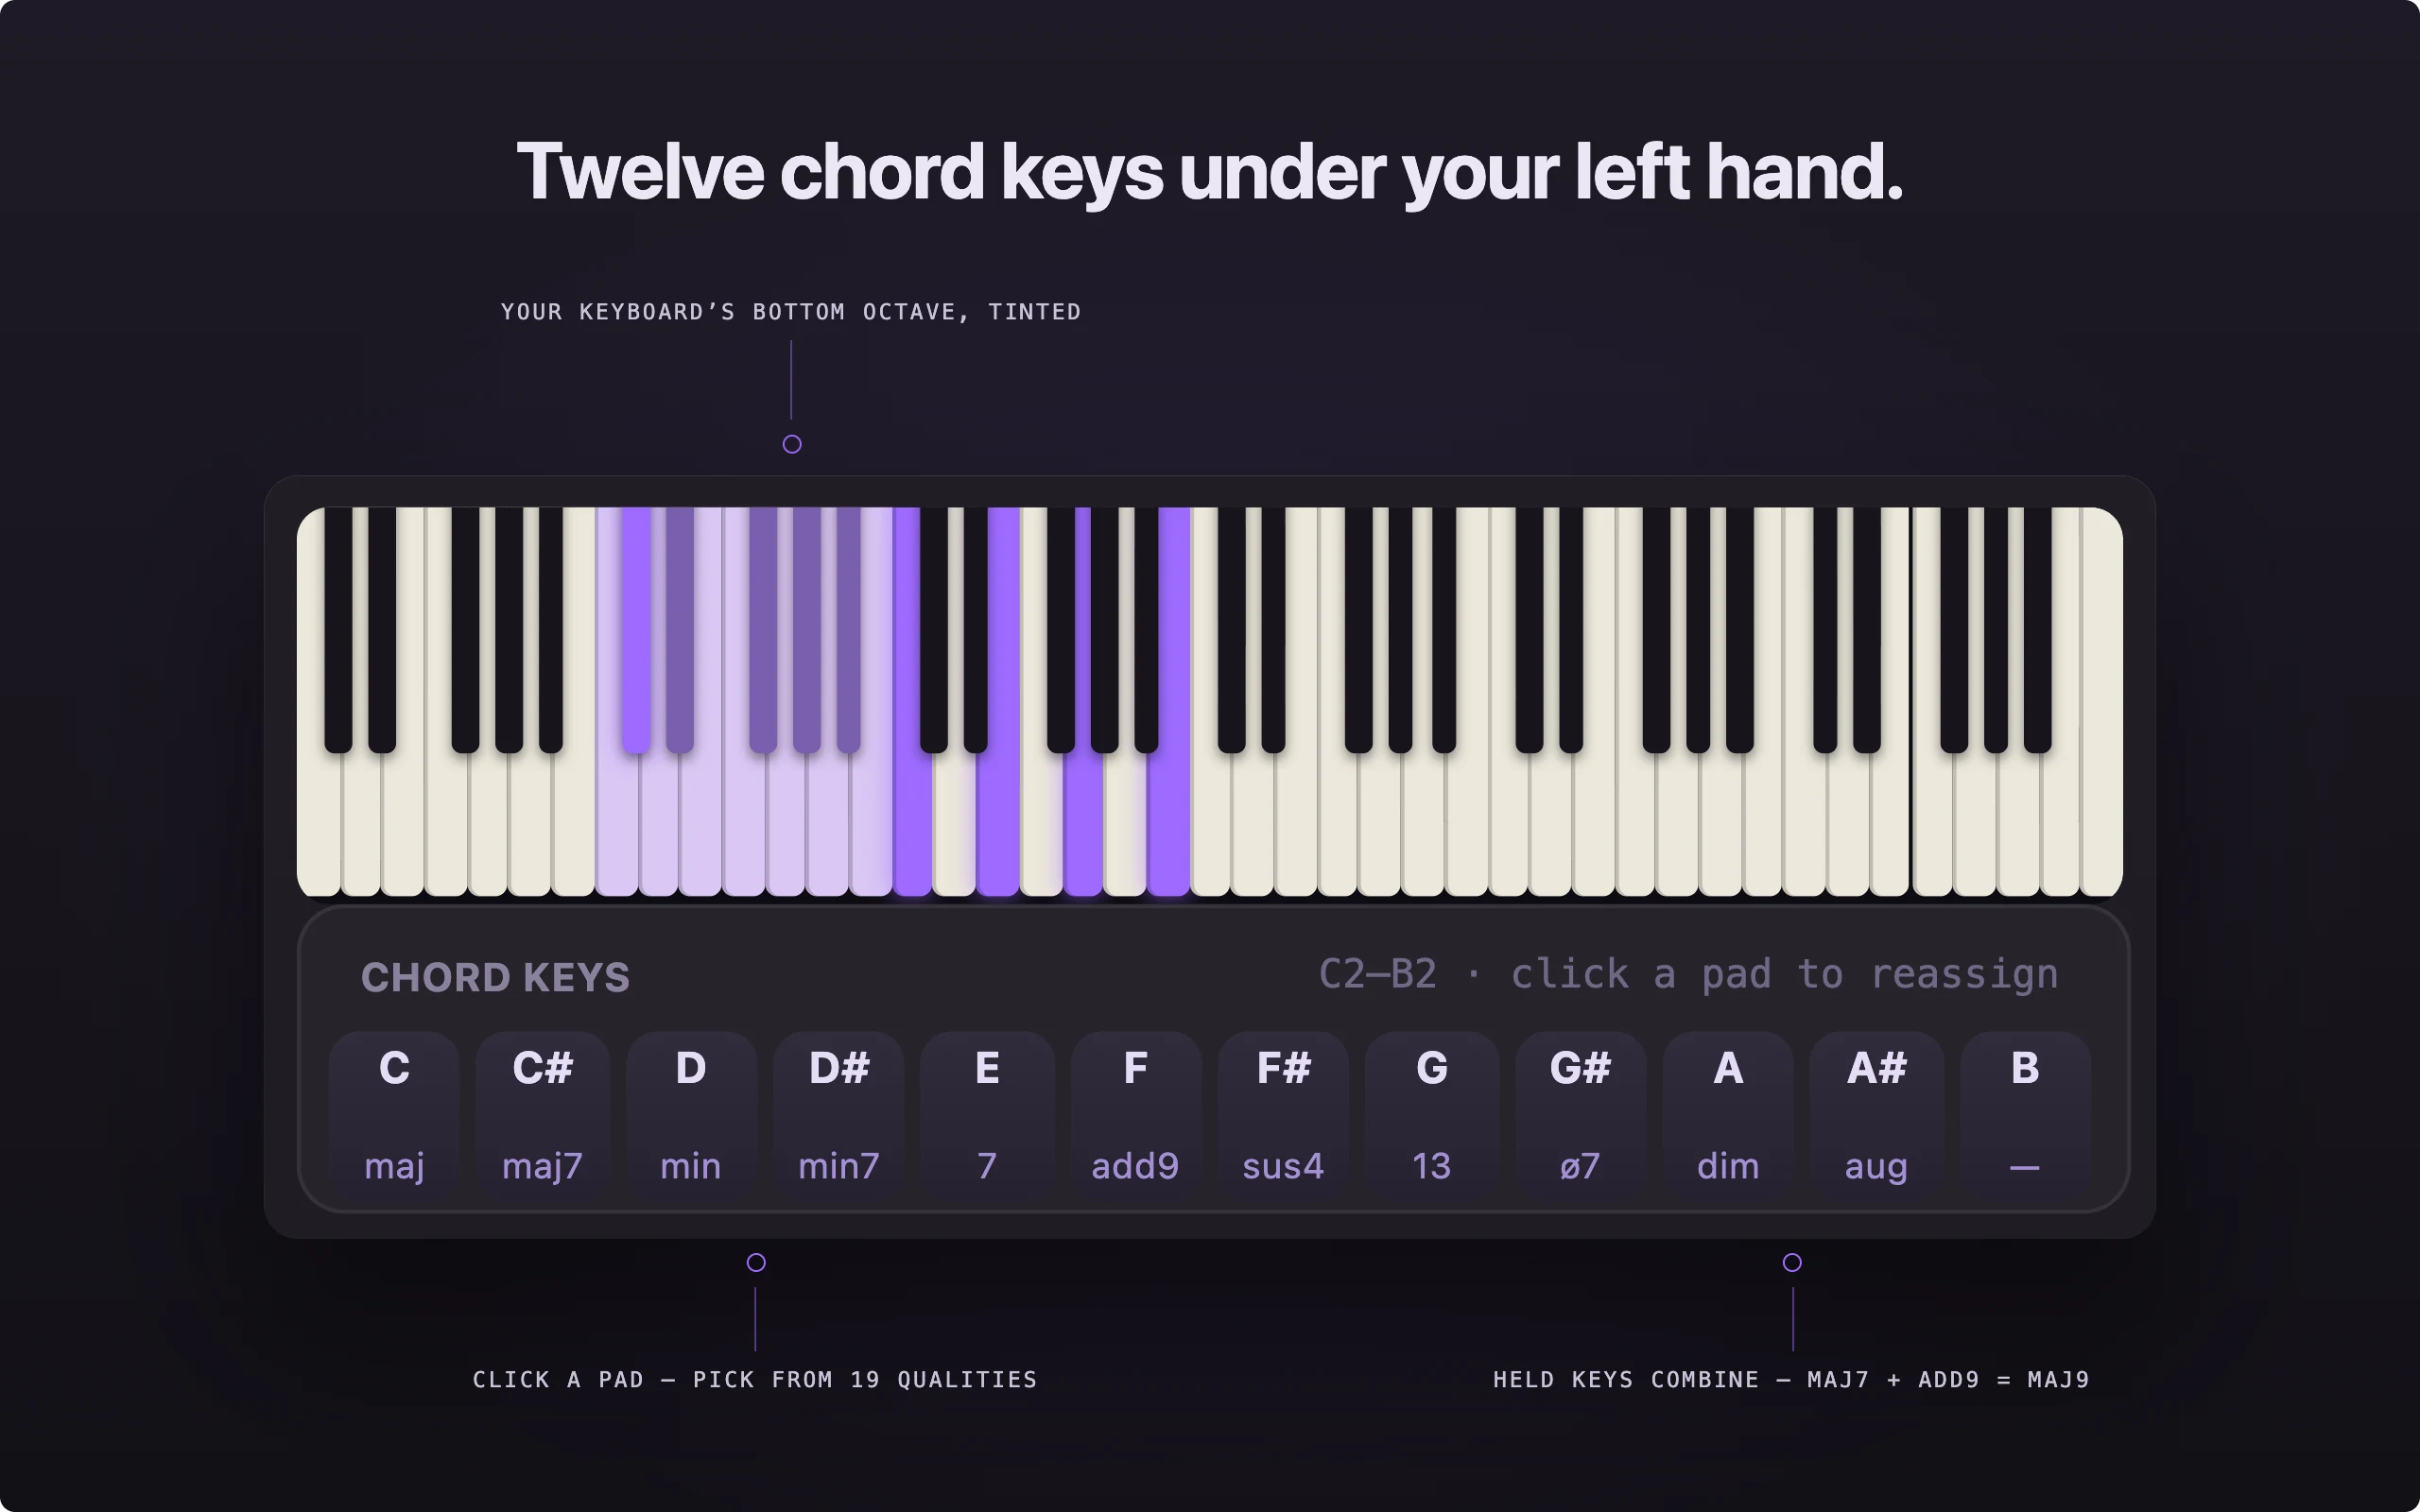 Twelve chord keys under your left hand.
YOUR KEYBOARD’S BOTTOM OCTAVE, TINTED
CHORD KEYS
C2–B2 · click a pad to reassign
C C# D D# E F F# G G# A A# B
maj maj7 min min7 7 add9 sus4 13 ø7 dim aug —
CLICK A PAD — PICK FROM 19 QUALITIES
HELD KEYS COMBINE — MAJ7 + ADD9 = MAJ9